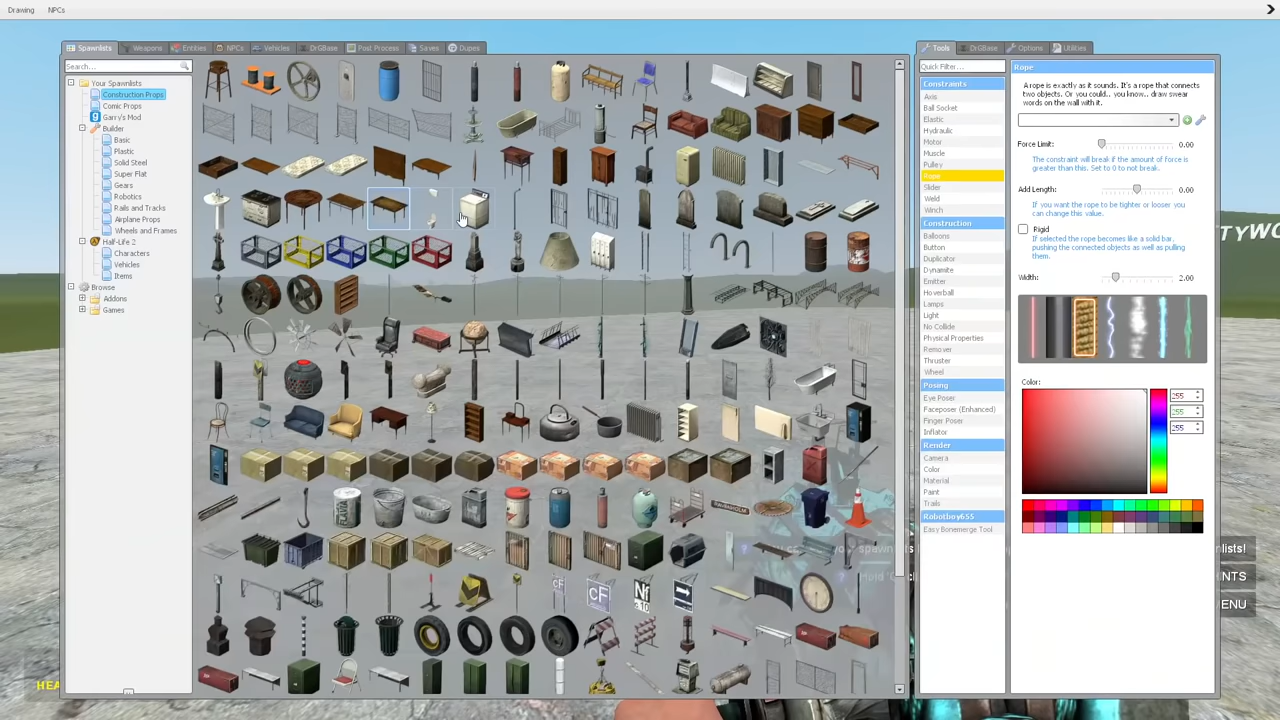 Drawing NPCs
Spawnlists Weapons Entities NPCs Vehicles DrGBase Post Process Saves Dupes
Search...
Your Spawnlists
Construction Props
Comic Props
Garry's Mod
Builder
Basic
Plastic
Solid Steel
Super Flat
Gears
Robotics
Rails and Tracks
Airplane Props
Wheels and Frames
Half-Life 2
Characters
Vehicles
Items
Browse
Addons
Games
Tools DrGBase Options Utilities
Quick Filter...
Constraints
Axis
Ball Socket
Elastic
Hydraulic
Motor
Muscle
Pulley
Rope
Slider
Weld
Winch
Construction
Balloons
Button
Duplicator
Dynamite
Emitter
Hoverball
Lamps
Light
No Collide
Physical Properties
Remover
Thruster
Wheel
Posing
Eye Poser
Faceposer (Enhanced)
Finger Poser
Inflator
Render
Camera
Color
Material
Paint
Trails
Robotboy655
Easy Bonemerge Tool
Rope
A rope is exactly as it sounds. It's a rope that connects
two objects. Or you could.. you know.. draw swear
words on the wall with it.
Force Limit: 0.00
The constraint will break if the amount of force is
greater than this. Set to 0 to not break.
Add Length: 0.00
If you want the rope to be tighter or looser you
can change this value.
Rigid
If selected the rope becomes like a solid bar,
pushing the connected objects as well as pulling
them.
Width: 2.00
Color:
255
255
255
TYWO
spawnlists!
NTS
ENU
HEA
CF
cF
Nf